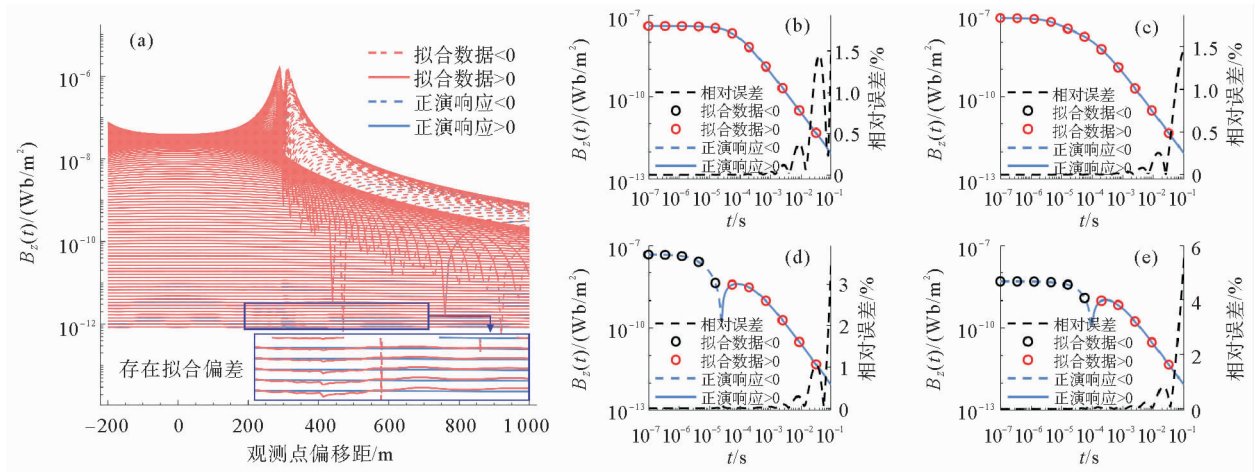 (a)
拟合数据<0
拟合数据>0
正演响应<0
正演响应>0
10⁻⁶
10⁻⁸
10⁻¹⁰
10⁻¹²
B_z(t)/(Wb/m²)
存在拟合偏差
−200 0 200 400 600 800 1 000
观测点偏移距/m
(b)
10⁻⁷
10⁻¹⁰
10⁻¹³
B_z(t)/(Wb/m²)
相对误差
拟合数据<0
拟合数据>0
正演响应<0
正演响应>0
1.5
1.0
0.5
0
相对误差/%
10⁻⁷ 10⁻⁶ 10⁻⁵ 10⁻⁴ 10⁻³ 10⁻² 10⁻¹
t/s
(c)
10⁻⁷
10⁻¹⁰
10⁻¹³
B_z(t)/(Wb/m²)
相对误差
拟合数据<0
拟合数据>0
正演响应<0
正演响应>0
1.5
1.0
0.5
0
相对误差/%
10⁻⁷ 10⁻⁶ 10⁻⁵ 10⁻⁴ 10⁻³ 10⁻² 10⁻¹
t/s
(d)
10⁻⁷
10⁻¹⁰
10⁻¹³
B_z(t)/(Wb/m²)
相对误差
拟合数据<0
拟合数据>0
正演响应<0
正演响应>0
3
2
1
0
相对误差/%
10⁻⁷ 10⁻⁶ 10⁻⁵ 10⁻⁴ 10⁻³ 10⁻² 10⁻¹
t/s
(e)
10⁻⁷
10⁻¹⁰
10⁻¹³
B_z(t)/(Wb/m²)
相对误差
拟合数据<0
拟合数据>0
正演响应<0
正演响应>0
6
4
2
0
相对误差/%
10⁻⁷ 10⁻⁶ 10⁻⁵ 10⁻⁴ 10⁻³ 10⁻² 10⁻¹
t/s